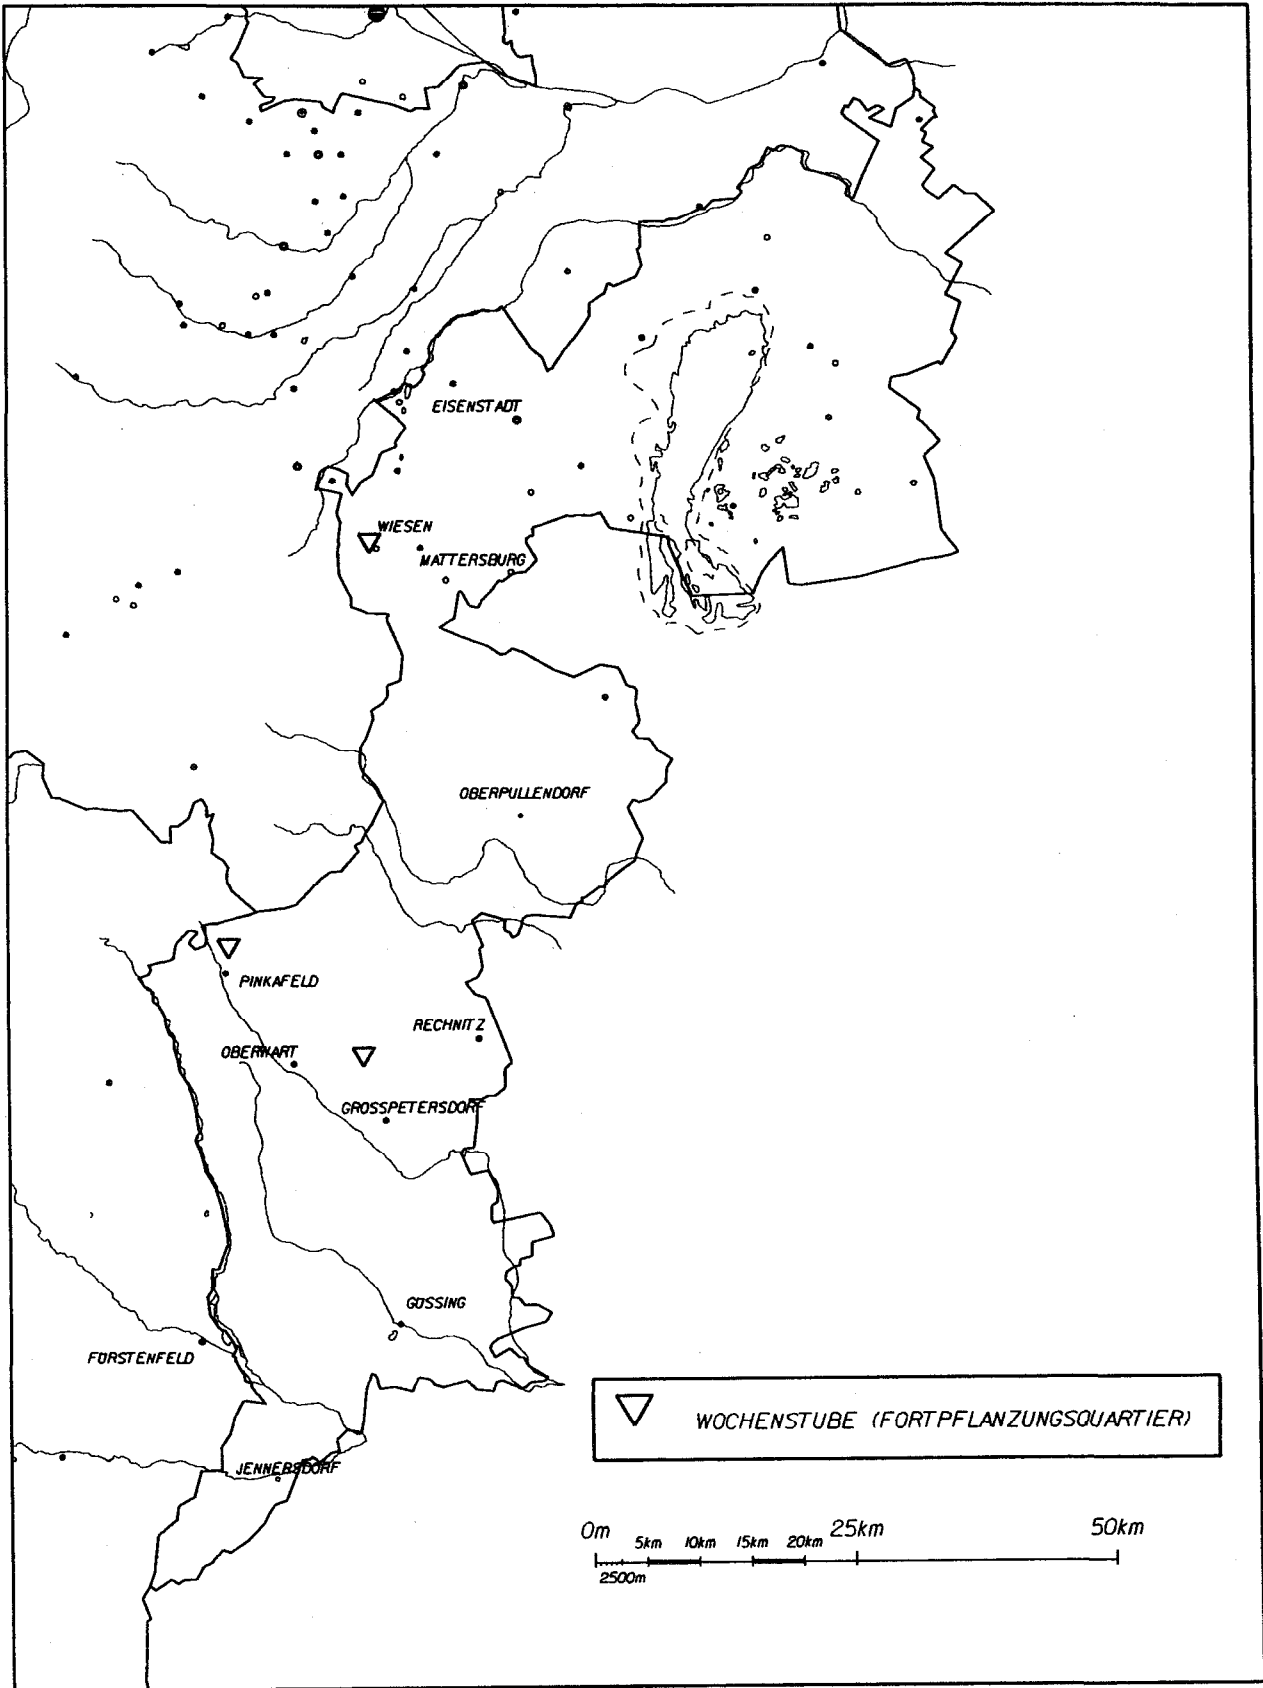 EISENSTADT
WIESEN
MATTERSBURG
OBERPULLENDORF
PINKAFELD
RECHNITZ
OBERWART
GROSSPETERSDORF
GÜSSING
FÜRSTENFELD
WOCHENSTUBE (FORTPFLANZUNGSQUARTIER)
JENNERSDORF
0m 5km 10km 15km 20km 25km 50km
2500m